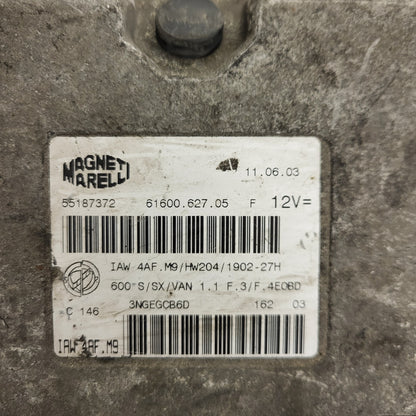 MAGNETI
MARELLI
11.06.03
55187372 61600.627.05 F 12V=
IAW 4AF.M9/HW204/1902-27H
600 S/SX/VAN 1.1 F.3/F.4EOBD
3NGEGCB6D 162 03
C 146
IAW 4AF.M9